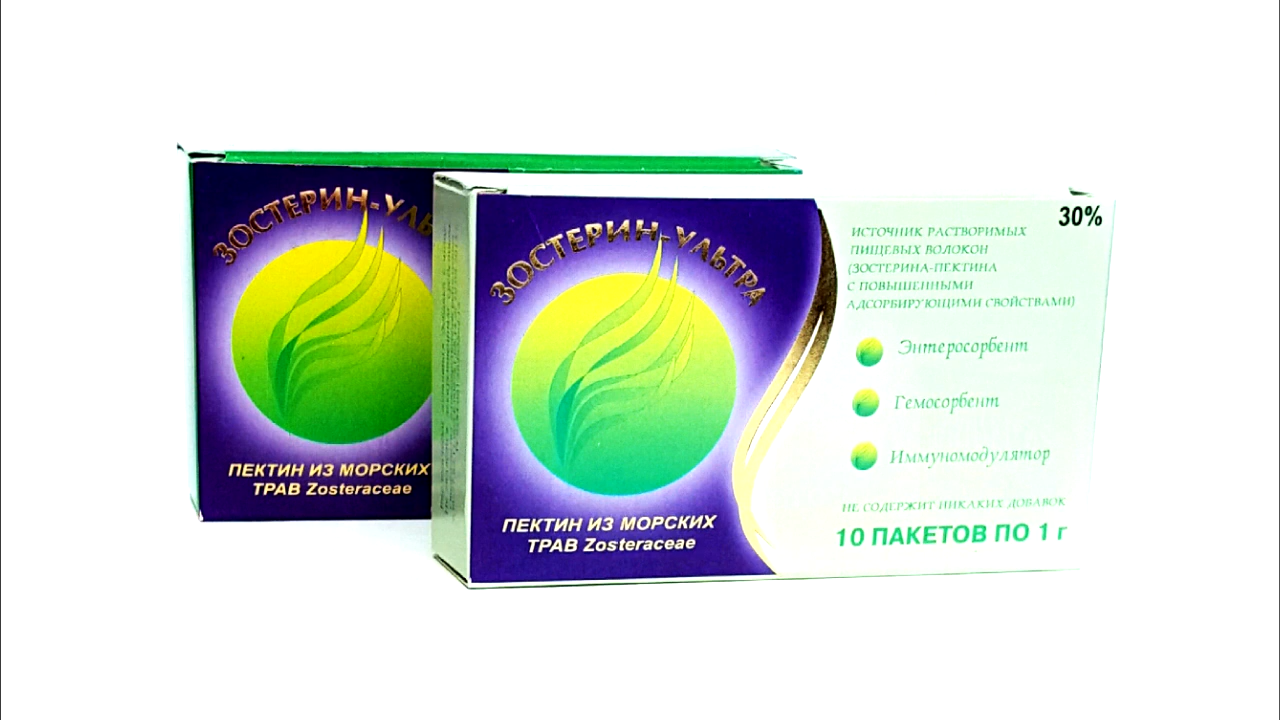 ЗОСТЕРИН-УЛЬ
ПЕКТИН ИЗ МОРСКИХ
ТРАВ Zosteraceae
ЗОСТЕРИН-УЛЬТРА
ПЕКТИН ИЗ МОРСКИХ
ТРАВ Zosteraceae
30%
ИСТОЧНИК РАСТВОРИМЫХ
ПИЩЕВЫХ ВОЛОКОН
(ЗОСТЕРИНА-ПЕКТИНА
С ПОВЫШЕННЫМИ
АДСОРБИРУЮЩИМИ СВОЙСТВАМИ)
Энтеросорбент
Гемосорбент
Иммуномодулятор
НЕ СОДЕРЖИТ НИКАКИХ ДОБАВОК
10 ПАКЕТОВ ПО 1 г